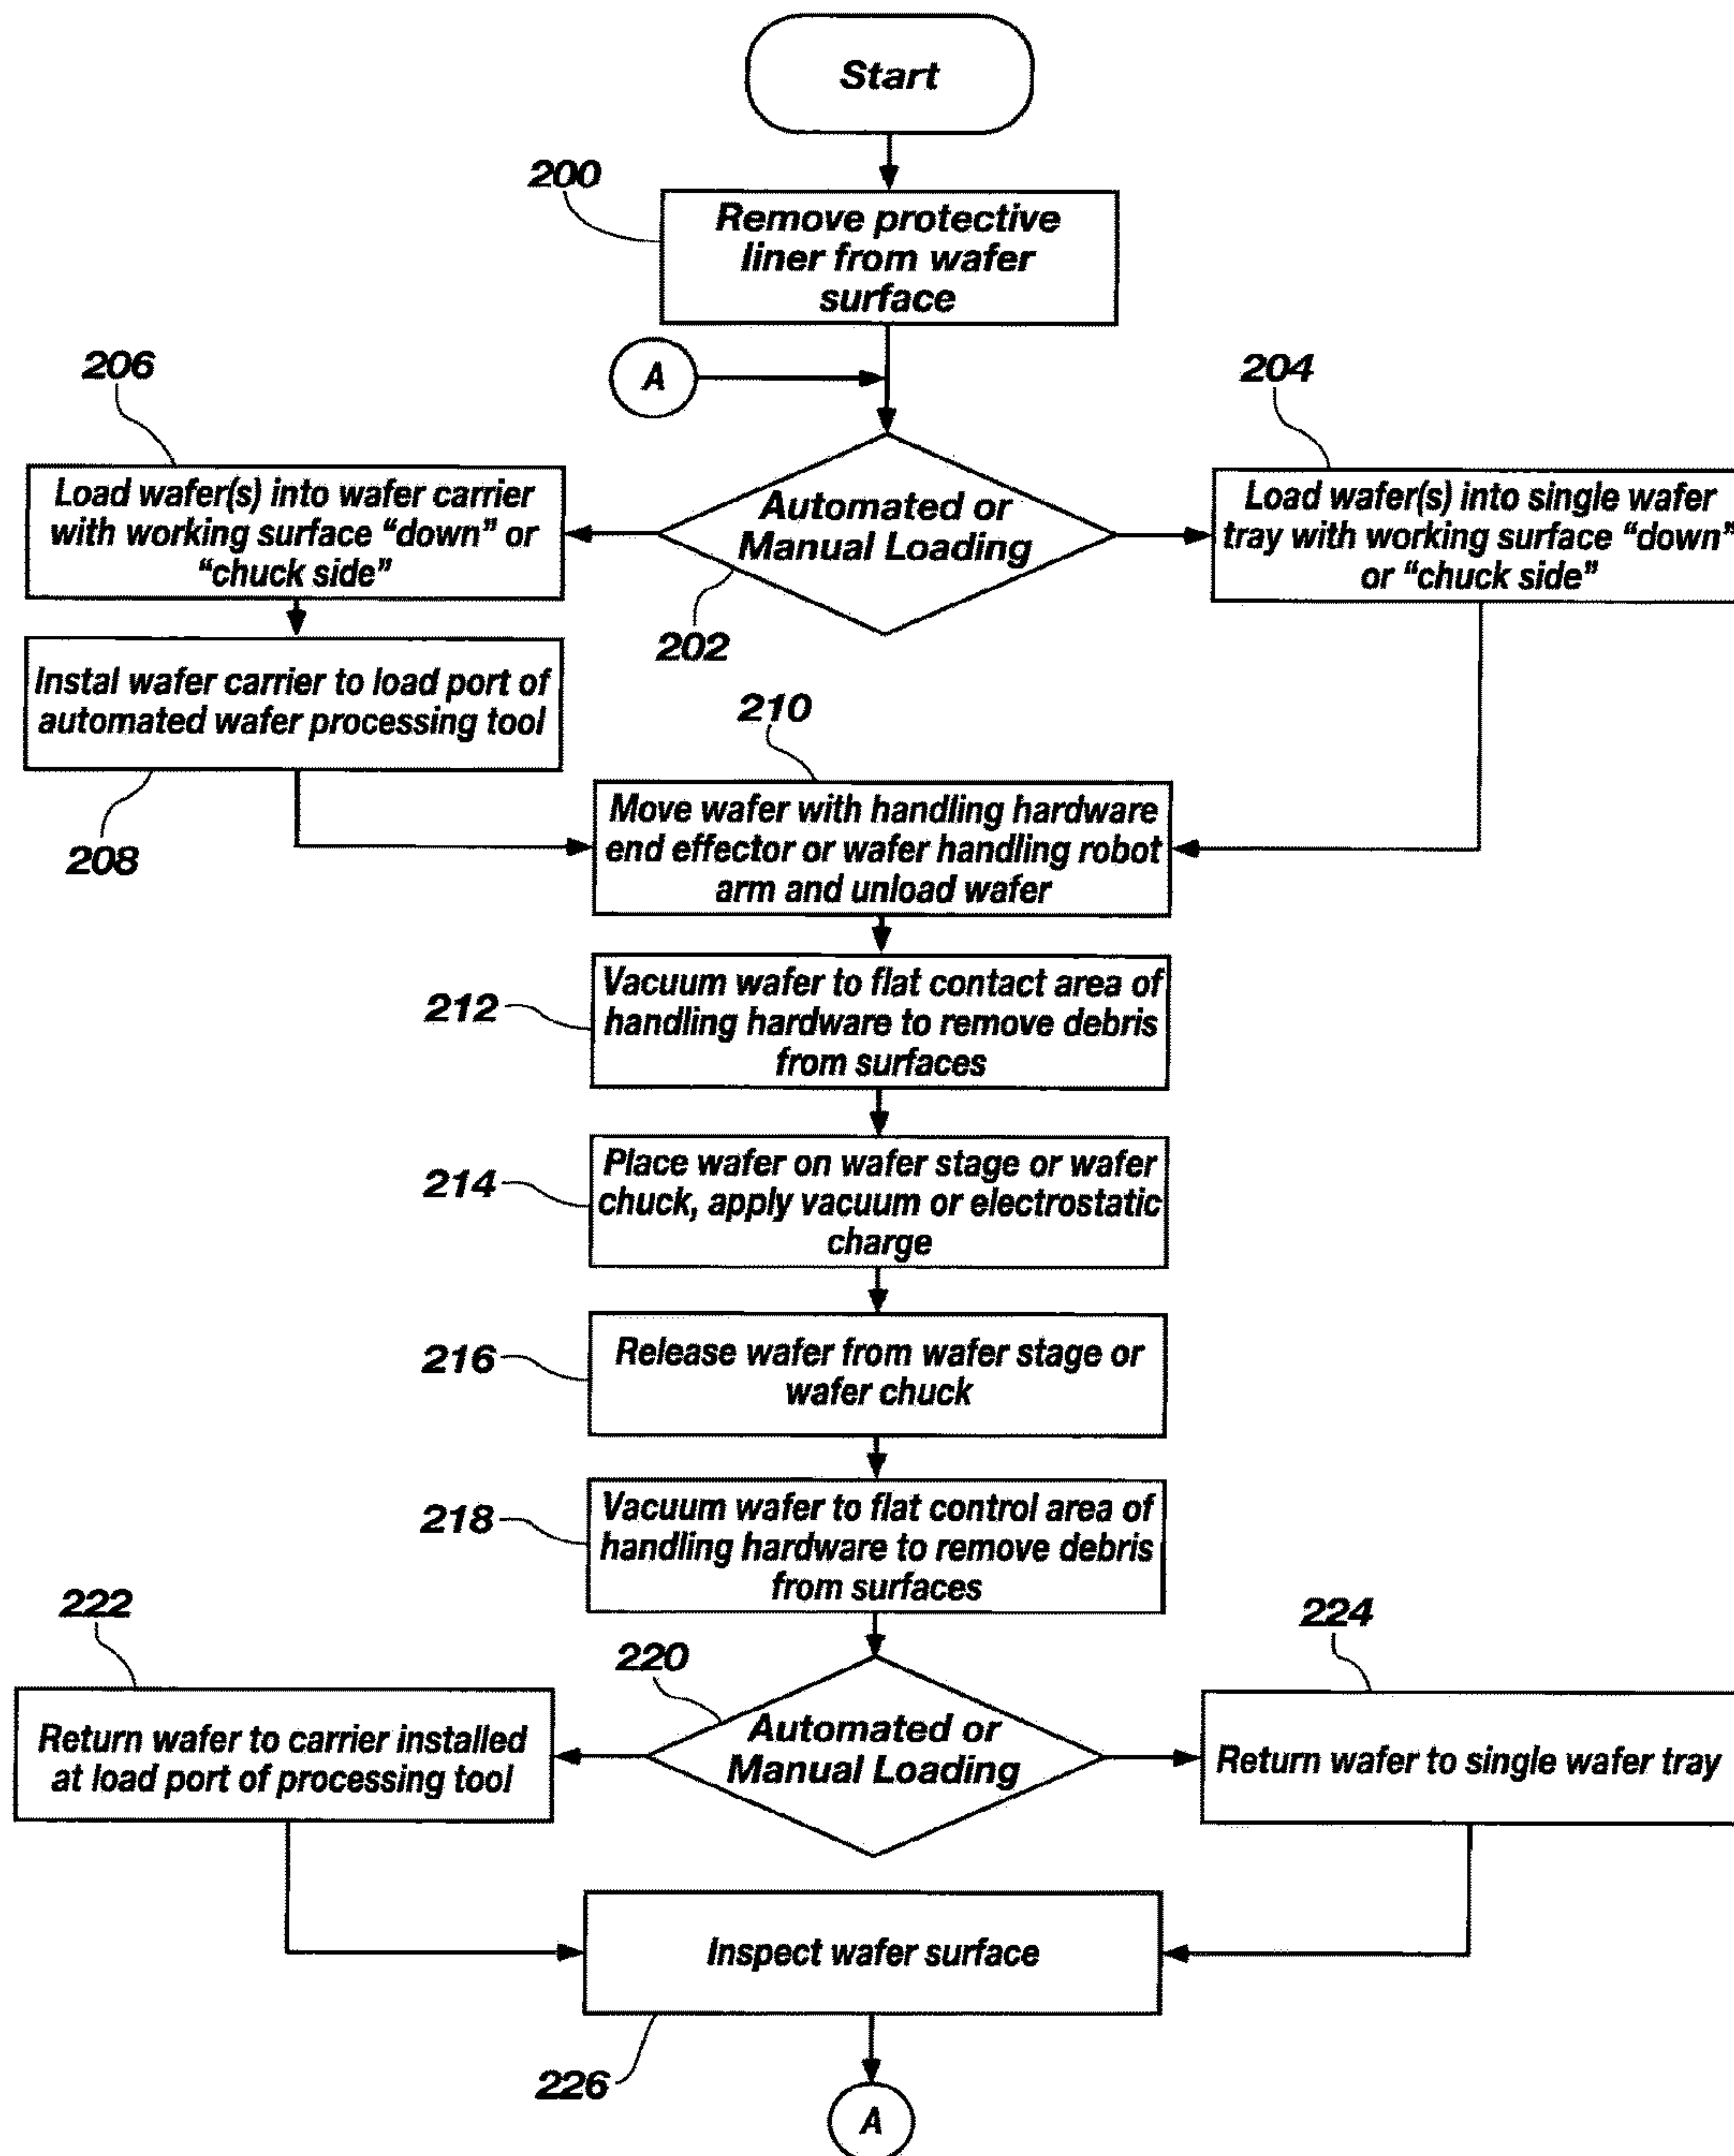 Start
200
Remove protective
liner from wafer
surface
A
206
204
Load wafer(s) into wafer carrier
with working surface “down” or
“chuck side”
Automated or
Manual Loading
202
Load wafer(s) into single wafer
tray with working surface “down”
or “chuck side”
Instal wafer carrier to load port of
automated wafer processing tool
208
210
Move wafer with handling hardware
end effector or wafer handling robot
arm and unload wafer
212
Vacuum wafer to flat contact area of
handling hardware to remove debris
from surfaces
214
Place wafer on wafer stage or wafer
chuck, apply vacuum or electrostatic
charge
216
Release wafer from wafer stage or
wafer chuck
218
Vacuum wafer to flat control area of
handling hardware to remove debris
from surfaces
222
220
224
Return wafer to carrier installed
at load port of processing tool
Automated or
Manual Loading
Return wafer to single wafer tray
Inspect wafer surface
226
A